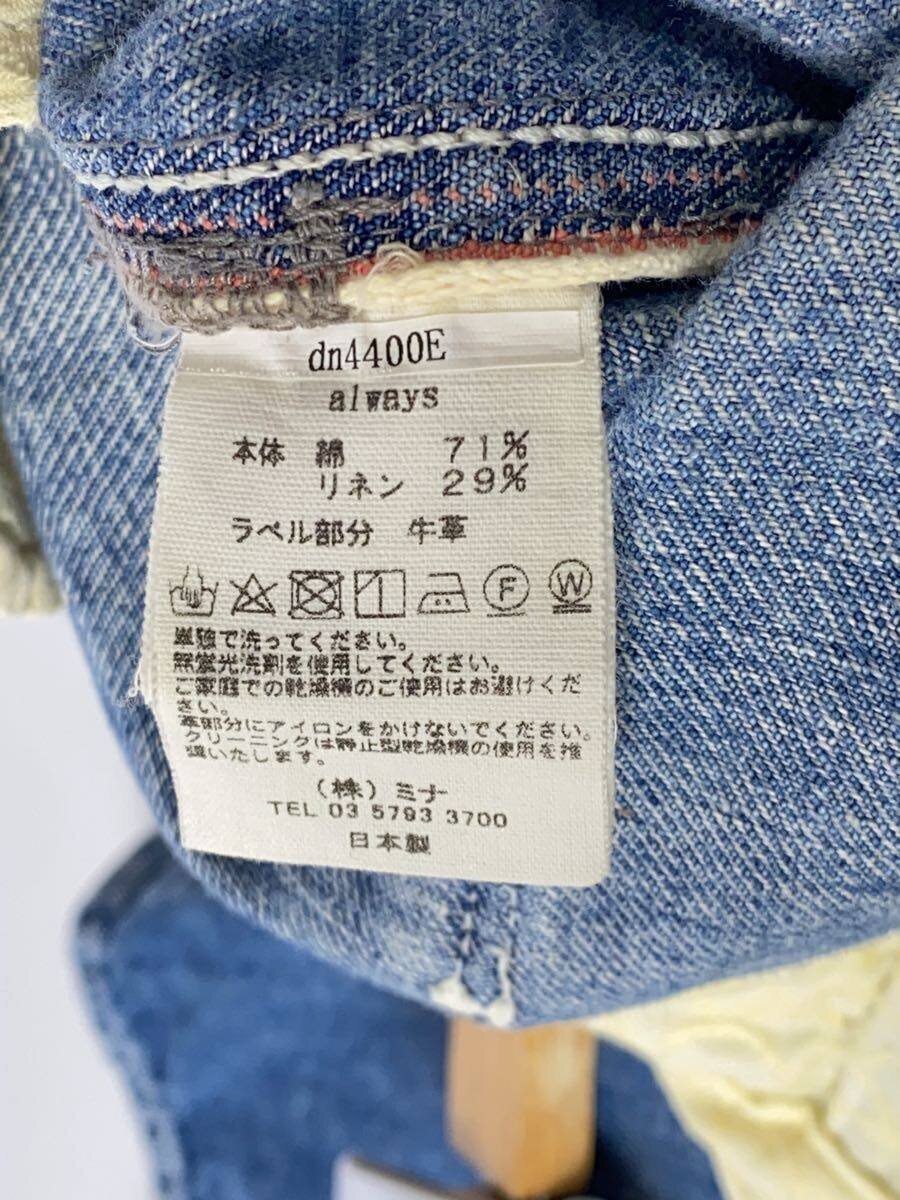 dn4400E
always
本体 綿 71%
リネン 29%
ラベル部分 牛革
F W
単独で洗ってください。
無蛍光洗剤を使用してください。
ご家庭での乾燥機のご使用はお避けくだ
さい。
革部分にアイロンをかけないでください。
クリーニングは静止型乾燥機の使用を推
奨いたします。
(株)ミナ
TEL 03 5793 3700
日本製